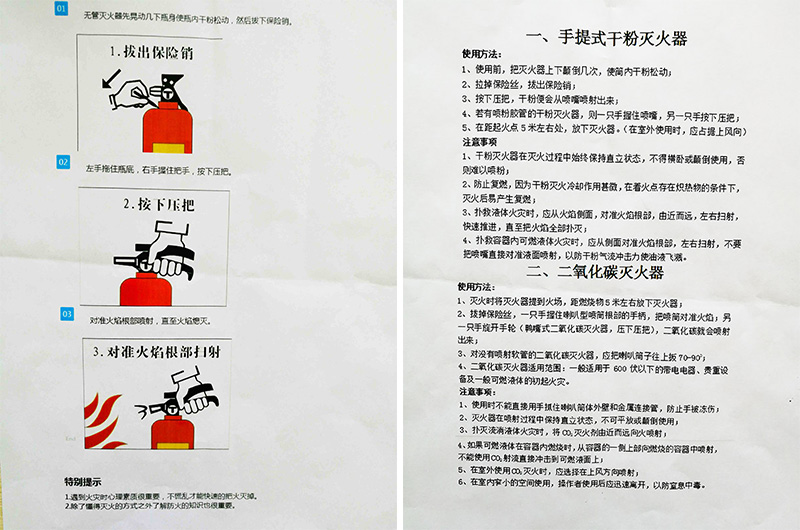 01
无管灭火器先晃动几下瓶身使瓶内干粉松动，然后拔下保险销。
1.拔出保险销
02
左手拖住瓶底，右手握住把手，按下压把。
2.按下压把
03
对准火焰根部喷射，直至火焰熄灭。
3.对准火焰根部扫射
特别提示
1.遇到火灾时心理素质很重要，不慌乱才能快速的把火灭掉。
2.除了懂得灭火的方式之外了解防火的知识也很重要。
一、手提式干粉灭火器
使用方法：
1、使用前，把灭火器上下颠倒几次，使筒内干粉松动；
2、拉掉保险丝，拔出保险销；
3、按下压把，干粉便会从喷嘴喷射出来；
4、若有喷粉胶管的干粉灭火器，则一只手握住喷嘴，另一只手按下压把；
5、在距起火点 5 米左右处，放下灭火器。（在室外使用时，应占据上风向）
注意事项
1、干粉灭火器在灭火过程中始终保持直立状态，不得横卧或颠倒使用，否
则难以喷粉；
2、防止复燃，因为干粉灭火冷却作用甚微，在着火点存在炽热物的条件下，
灭火后易产生复燃；
3、扑救液体火灾时，应从火焰侧面，对准火焰根部，由近而远，左右扫射，
快速推进，直至把火焰全部扑灭；
4、扑救容器内可燃液体火灾时，应从侧面对准火焰根部，左右扫射，不要
把喷嘴直接对准液面喷射，以防干粉气流冲击力使油液飞溅。
二、二氧化碳灭火器
使用方法：
1、灭火时将灭火器提到火场，距燃烧物 5 米左右放下灭火器；
2、拔掉保险丝，一只手握住喇叭型喷筒根部的手柄，把喷筒对准火焰；另
一只手旋开手轮（鸭嘴式二氧化碳灭火器，压下压把），二氧化碳就会喷射
出来；
3、对没有喷射软管的二氧化碳灭火器，应把喇叭筒子往上扳 70-90°；
4、二氧化碳灭火器适用范围：一般适用于 600 伏以下的带电电器、贵重设
备及一般可燃液体的初起火灾。
注意事项：
1、使用时不能直接用手抓住喇叭筒体外壁和金属连接管，防止手被冻伤；
2、灭火器在喷射过程中保持直立状态，不可平放或颠倒使用；
3、扑灭流淌液体火灾时，将 CO₂灭火剂由近而远向火喷射；
4、如果可燃液体在容器内燃烧时，从容器的一侧上部向燃烧的容器中喷射，
不能使用 CO₂射流直接冲击到可燃液面上；
5、在室外使用 CO₂灭火时，应选择在上风方向喷射；
6、在室内窄小的空间使用，操作者使用后应迅速离开，以防窒息中毒。